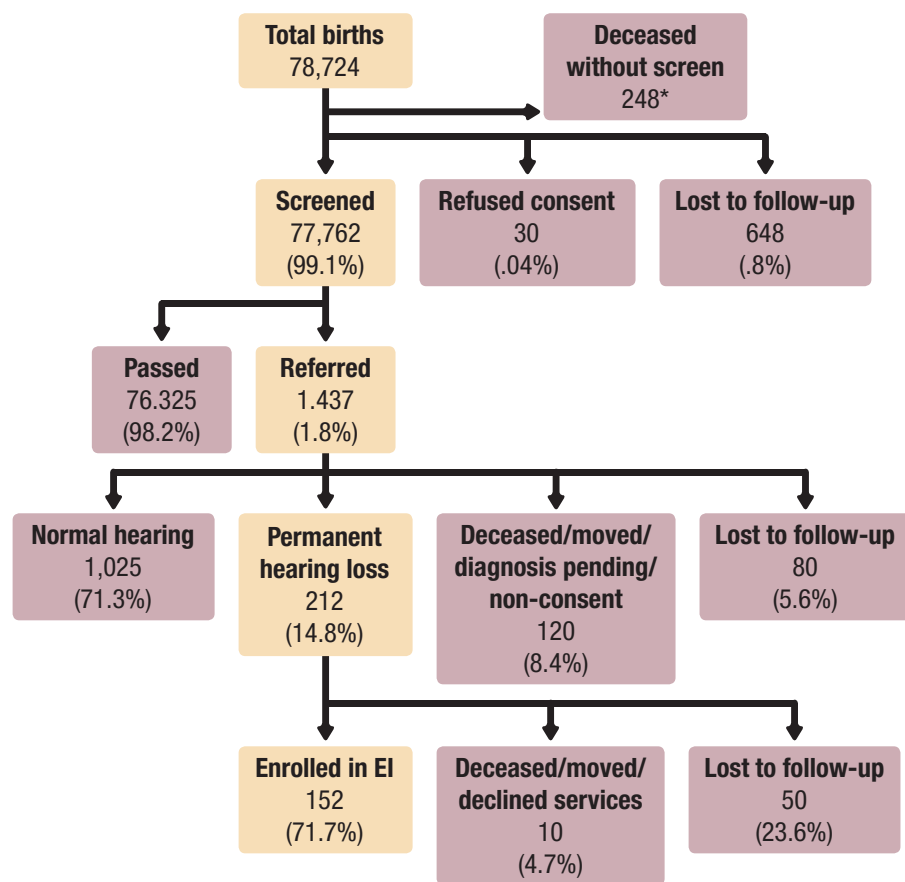 Total births
78,724
Deceased
without screen
248*
Screened
77,762
(99.1%)
Refused consent
30
(.04%)
Lost to follow-up
648
(.8%)
Passed
76.325
(98.2%)
Referred
1.437
(1.8%)
Normal hearing
1,025
(71.3%)
Permanent
hearing loss
212
(14.8%)
Deceased/moved/
diagnosis pending/
non-consent
120
(8.4%)
Lost to follow-up
80
(5.6%)
Enrolled in EI
152
(71.7%)
Deceased/moved/
declined services
10
(4.7%)
Lost to follow-up
50
(23.6%)